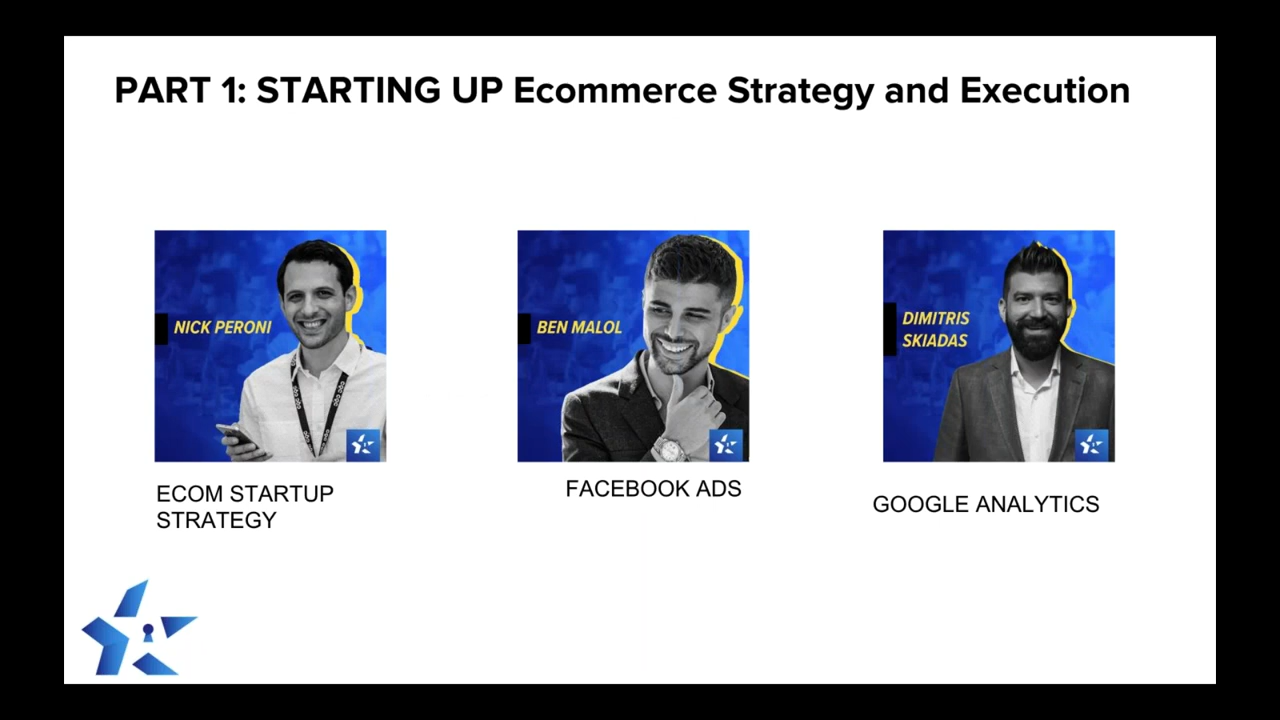 PART 1: STARTING UP Ecommerce Strategy and Execution
NICK PERONI
BEN MALOL
DIMITRIS
SKIADAS
ECOM STARTUP
STRATEGY
FACEBOOK ADS
GOOGLE ANALYTICS